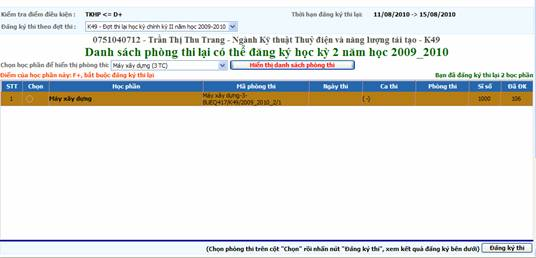 Kiểm tra điểm điều kiện : TKHP <= D+ Thời hạn đăng ký thi lại: 11/08/2010 -> 15/08/2010
Đăng ký thi theo đợt thi : K49 - Đợt thi lại học kỳ chính kỳ II năm học 2009-2010
0751040712 - Trần Thị Thu Trang - Ngành Kỹ thuật Thuỷ điện và năng lượng tái tạo - K49
Danh sách phòng thi lại có thể đăng ký học kỳ 2 năm học 2009_2010
Chọn học phần để hiển thị phòng thi: Máy xây dựng (3 TC) Hiển thị danh sách phòng thi
Điểm của học phần này: F+, bắt buộc đăng ký thi lại Bạn đã đăng ký thi lại 2 học phần
STT Chọn Học phần Mã phòng thi Ngày thi Ca thi Phòng thi Sĩ số Đã ĐK
1 Máy xây dựng Máy xây dựng-3- (-) 1000 106
BUEQ417/K49/2009_2010_2/1
(Chọn phòng thi trên cột "Chọn" rồi nhấn nút "Đăng ký thi", xem kết quả đăng ký bên dưới) Đăng ký thi